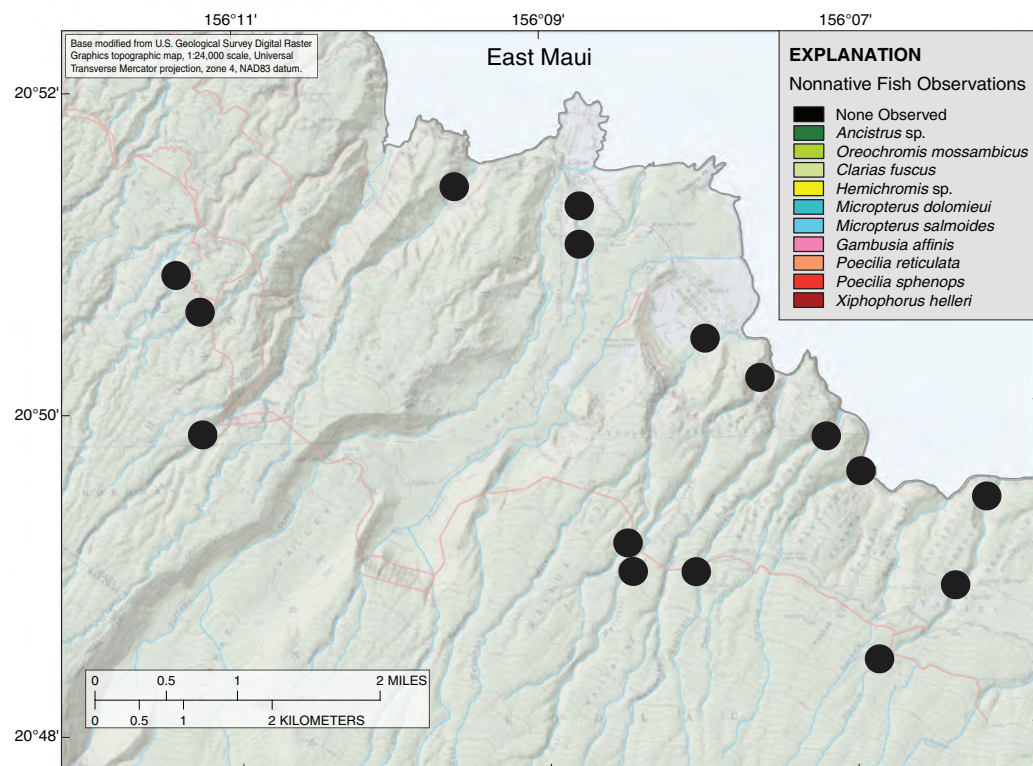 156°11'
156°09'
156°07'
Base modified from U.S. Geological Survey Digital Raster
Graphics topographic map, 1:24,000 scale, Universal
Transverse Mercator projection, zone 4, NAD83 datum.
East Maui
EXPLANATION
Nonnative Fish Observations
None Observed
Ancistrus sp.
Oreochromis mossambicus
Clarias fuscus
Hemichromis sp.
Micropterus dolomieui
Micropterus salmoides
Gambusia affinis
Poecilia reticulata
Poecilia sphenops
Xiphophorus helleri
20°52'
20°50'
20°48'
0 0.5 1 2 MILES
0 0.5 1 2 KILOMETERS